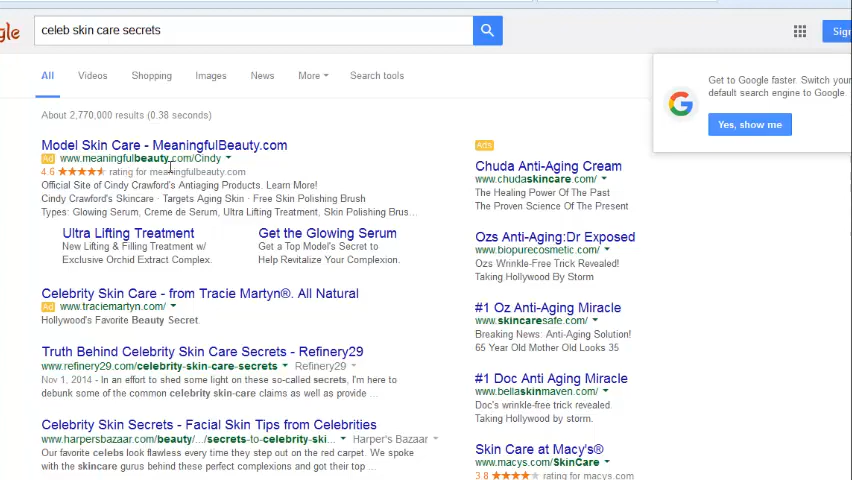 gle
celeb skin care secrets
Sign
All Videos Shopping Images News More Search tools
Get to Google faster. Switch your
default search engine to Google.
Yes, show me
About 2,770,000 results (0.38 seconds)
Model Skin Care - MeaningfulBeauty.com
Ad www.meaningfulbeauty.com/Cindy
4.6 rating for meaningfulbeauty.com
Official Site of Cindy Crawford's Antiaging Products. Learn More!
Cindy Crawford's Skincare · Targets Aging Skin · Free Skin Polishing Brush
Types: Glowing Serum, Creme de Serum, Ultra Lifting Treatment, Skin Polishing Brus...
Ultra Lifting Treatment
New Lifting & Filling Treatment w/
Exclusive Orchid Extract Complex.
Get the Glowing Serum
Get a Top Model's Secret to
Help Revitalize Your Complexion.
Celebrity Skin Care - from Tracie Martyn®. All Natural
Ad www.traciemartyn.com/
Hollywood's Favorite Beauty Secret.
Truth Behind Celebrity Skin Care Secrets - Refinery29
www.refinery29.com/celebrity-skin-care-secrets Refinery29
Nov 1, 2014 - In an effort to shed some light on these so-called secrets, I'm here to
debunk some of the common celebrity skin-care claims as well as provide ...
Celebrity Skin Secrets - Facial Skin Tips from Celebrities
www.harpersbazaar.com/beauty/.../secrets-to-celebrity-ski... Harper's Bazaar
Our favorite celebs look flawless every time they step out on the red carpet. We spoke
with the skincare gurus behind these perfect complexions and got their top ...
Ads
Chuda Anti-Aging Cream
www.chudaskincare.com/
The Healing Power Of The Past
The Proven Science Of The Present
Ozs Anti-Aging:Dr Exposed
www.biopurecosmetic.com/
Ozs Wrinkle-Free Trick Revealed!
Taking Hollywood By Storm
#1 Oz Anti-Aging Miracle
www.skincaresafe.com/
Breaking News: Anti-Aging Solution!
65 Year Old Mother Old Looks 35
#1 Doc Anti Aging Miracle
www.bellaskinmaven.com/
Doc's wrinkle-free trick revealed.
Taking Hollywood by storm.
Skin Care at Macy's®
www.macys.com/SkinCare
3.8 rating for macys.com